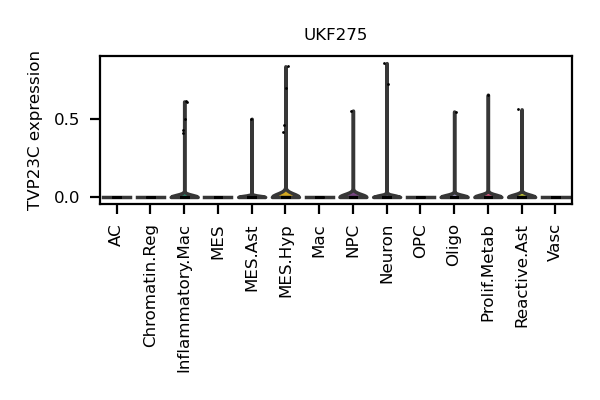 UKF275
TVP23C expression
0.5
0.0
AC
Chromatin.Reg
Inflammatory.Mac
MES
MES.Ast
MES.Hyp
Mac
NPC
Neuron
OPC
Oligo
Prolif.Metab
Reactive.Ast
Vasc